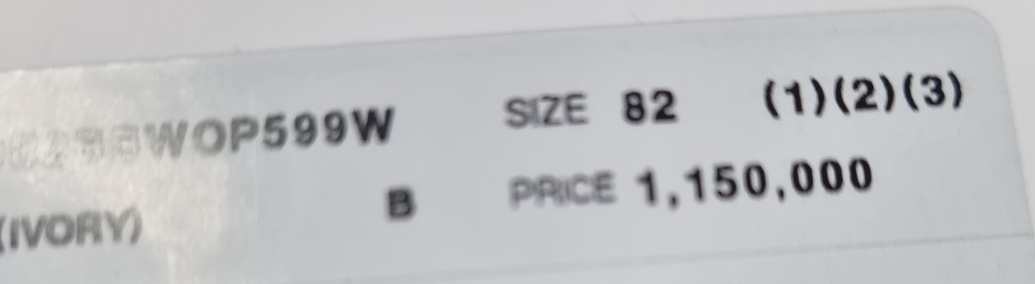 WOP599W SIZE 82 (1)(2)(3)
(IVORY) B PRICE 1,150,000